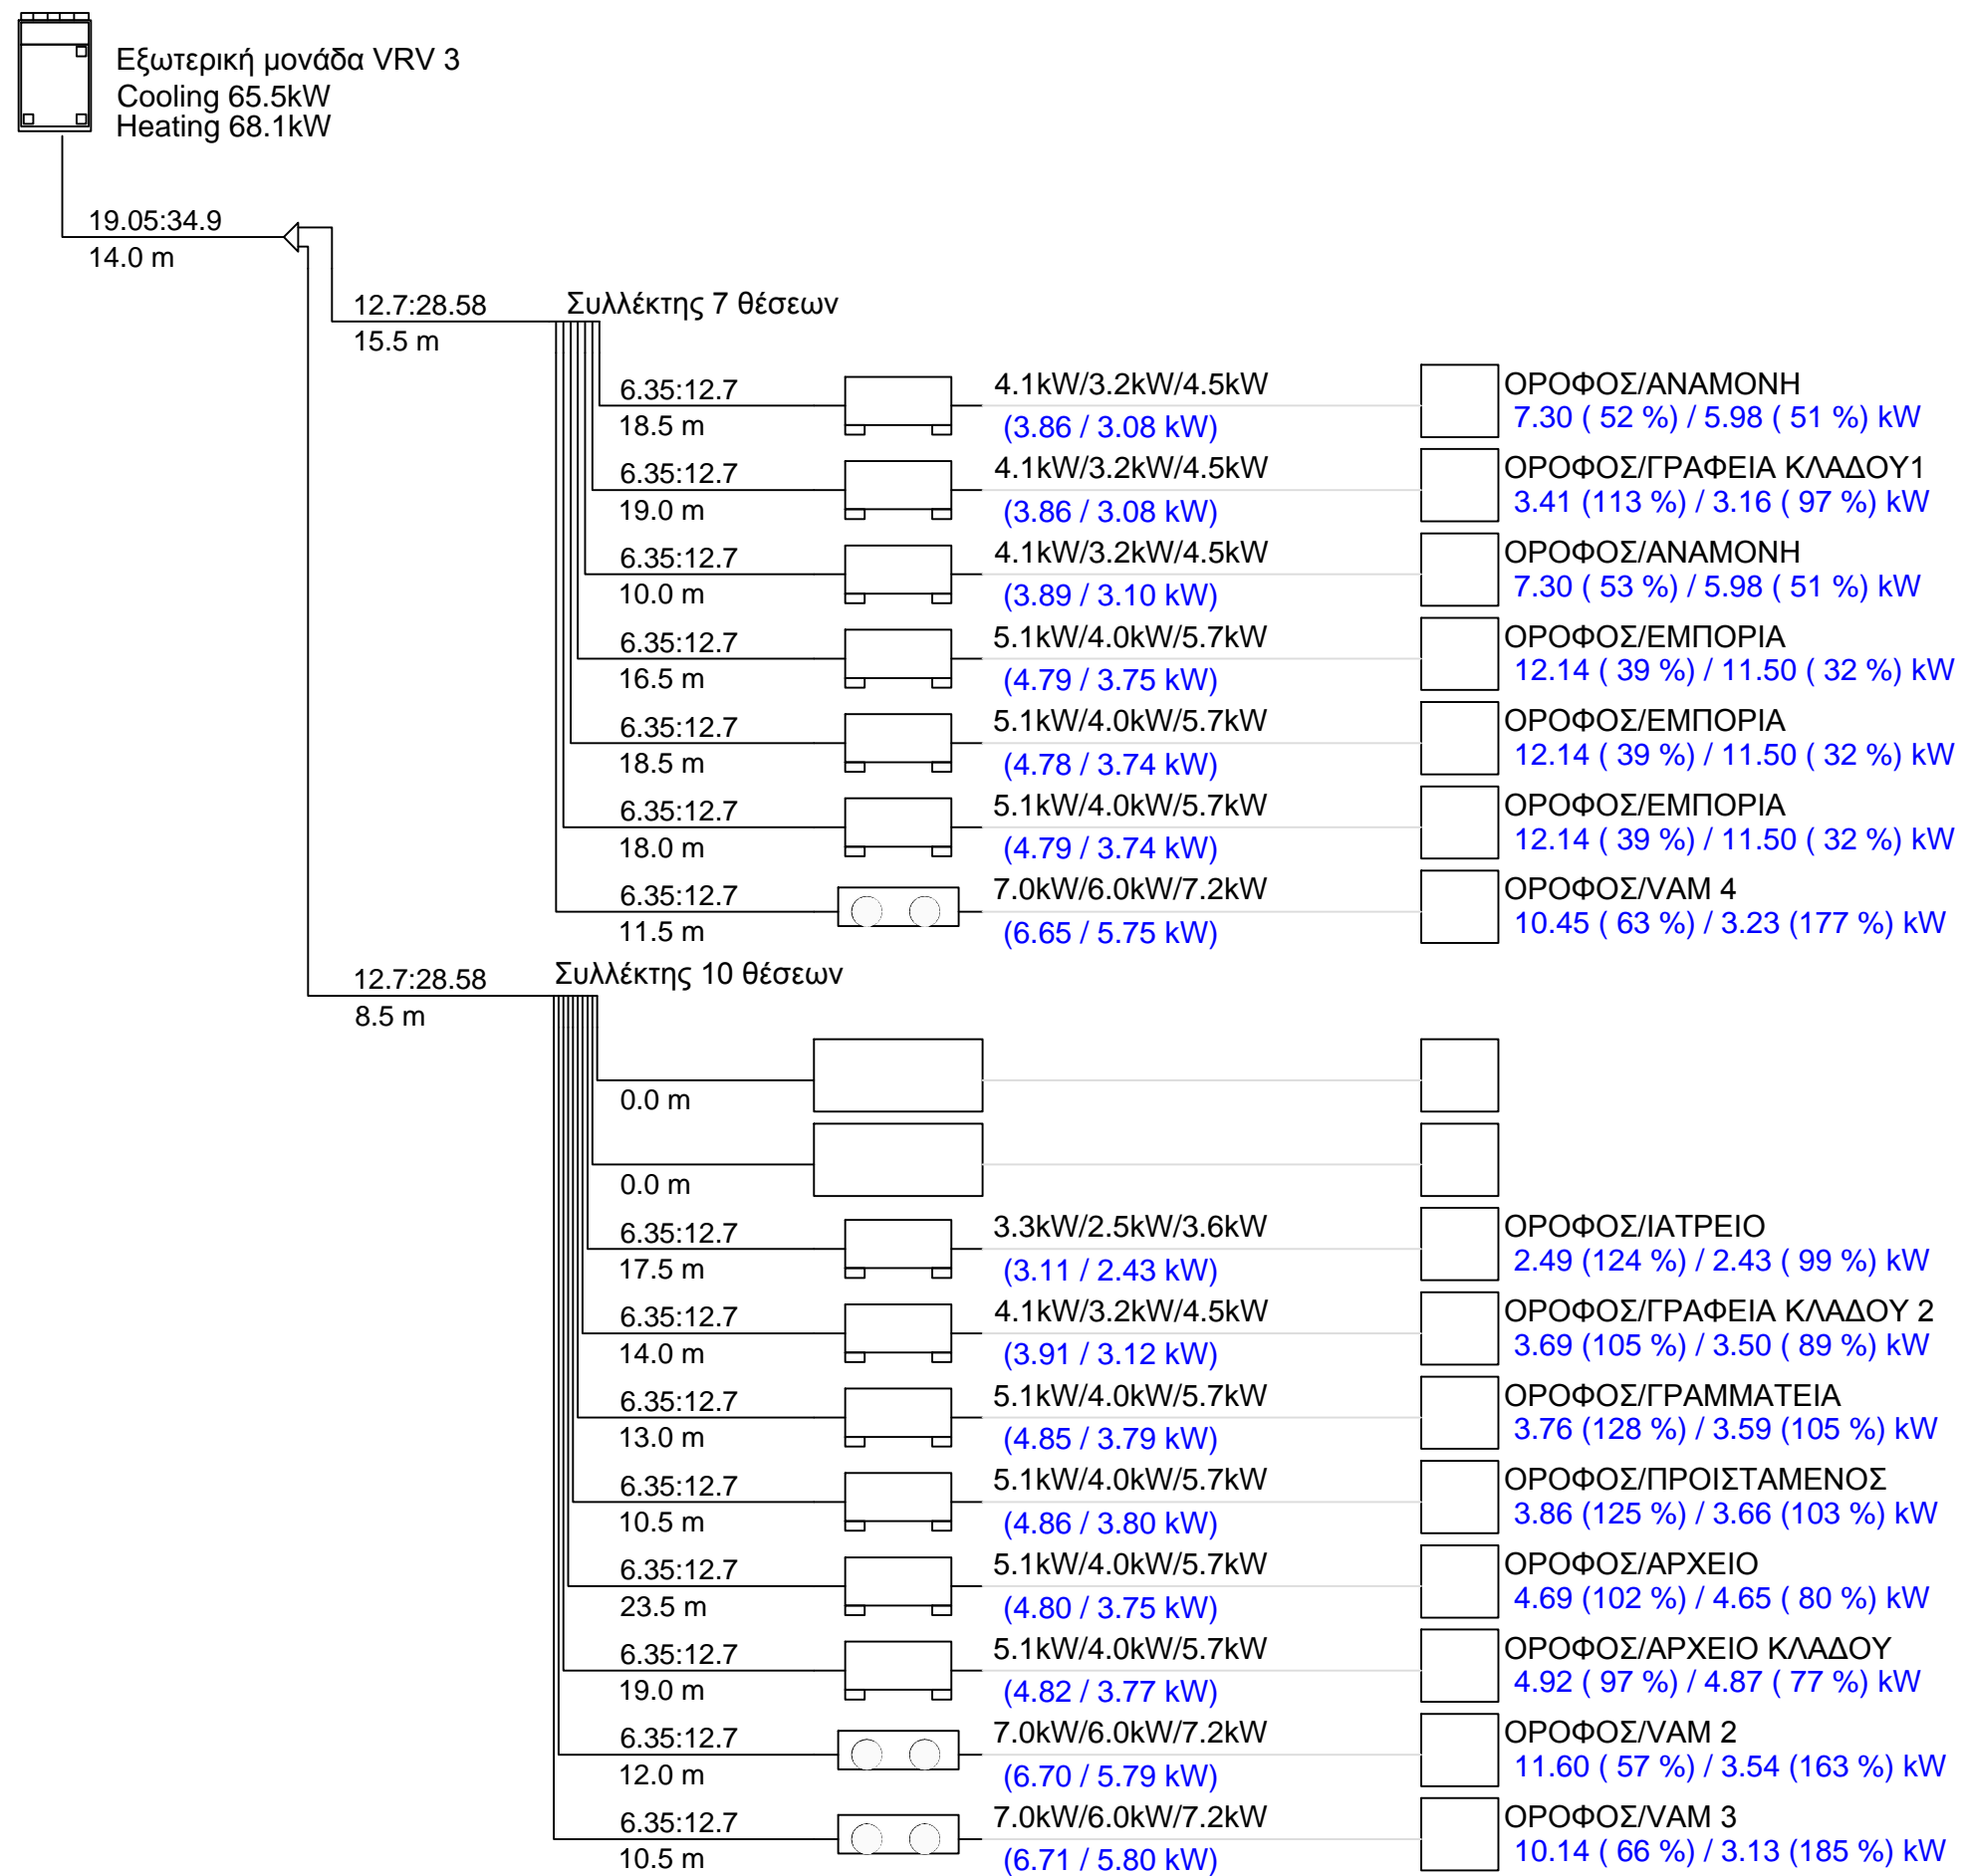 Εξωτερική μονάδα VRV 3
Cooling 65.5kW
Heating 68.1kW
19.05:34.9
14.0 m
12.7:28.58
15.5 m
Συλλέκτης 7 θέσεων
6.35:12.7
18.5 m
4.1kW/3.2kW/4.5kW
(3.86 / 3.08 kW)
ΟΡΟΦΟΣ/ΑΝΑΜΟΝΗ
7.30 ( 52 %) / 5.98 ( 51 %) kW
6.35:12.7
19.0 m
4.1kW/3.2kW/4.5kW
(3.86 / 3.08 kW)
ΟΡΟΦΟΣ/ΓΡΑΦΕΙΑ ΚΛΑΔΟΥ1
3.41 (113 %) / 3.16 ( 97 %) kW
6.35:12.7
10.0 m
4.1kW/3.2kW/4.5kW
(3.89 / 3.10 kW)
ΟΡΟΦΟΣ/ΑΝΑΜΟΝΗ
7.30 ( 53 %) / 5.98 ( 51 %) kW
6.35:12.7
16.5 m
5.1kW/4.0kW/5.7kW
(4.79 / 3.75 kW)
ΟΡΟΦΟΣ/ΕΜΠΟΡΙΑ
12.14 ( 39 %) / 11.50 ( 32 %) kW
6.35:12.7
18.5 m
5.1kW/4.0kW/5.7kW
(4.78 / 3.74 kW)
ΟΡΟΦΟΣ/ΕΜΠΟΡΙΑ
12.14 ( 39 %) / 11.50 ( 32 %) kW
6.35:12.7
18.0 m
5.1kW/4.0kW/5.7kW
(4.79 / 3.74 kW)
ΟΡΟΦΟΣ/ΕΜΠΟΡΙΑ
12.14 ( 39 %) / 11.50 ( 32 %) kW
6.35:12.7
11.5 m
7.0kW/6.0kW/7.2kW
(6.65 / 5.75 kW)
ΟΡΟΦΟΣ/VAM 4
10.45 ( 63 %) / 3.23 (177 %) kW
12.7:28.58
8.5 m
Συλλέκτης 10 θέσεων
0.0 m
0.0 m
6.35:12.7
17.5 m
3.3kW/2.5kW/3.6kW
(3.11 / 2.43 kW)
ΟΡΟΦΟΣ/ΙΑΤΡΕΙΟ
2.49 (124 %) / 2.43 ( 99 %) kW
6.35:12.7
14.0 m
4.1kW/3.2kW/4.5kW
(3.91 / 3.12 kW)
ΟΡΟΦΟΣ/ΓΡΑΦΕΙΑ ΚΛΑΔΟΥ 2
3.69 (105 %) / 3.50 ( 89 %) kW
6.35:12.7
13.0 m
5.1kW/4.0kW/5.7kW
(4.85 / 3.79 kW)
ΟΡΟΦΟΣ/ΓΡΑΜΜΑΤΕΙΑ
3.76 (128 %) / 3.59 (105 %) kW
6.35:12.7
10.5 m
5.1kW/4.0kW/5.7kW
(4.86 / 3.80 kW)
ΟΡΟΦΟΣ/ΠΡΟΙΣΤΑΜΕΝΟΣ
3.86 (125 %) / 3.66 (103 %) kW
6.35:12.7
23.5 m
5.1kW/4.0kW/5.7kW
(4.80 / 3.75 kW)
ΟΡΟΦΟΣ/ΑΡΧΕΙΟ
4.69 (102 %) / 4.65 ( 80 %) kW
6.35:12.7
19.0 m
5.1kW/4.0kW/5.7kW
(4.82 / 3.77 kW)
ΟΡΟΦΟΣ/ΑΡΧΕΙΟ ΚΛΑΔΟΥ
4.92 ( 97 %) / 4.87 ( 77 %) kW
6.35:12.7
12.0 m
7.0kW/6.0kW/7.2kW
(6.70 / 5.79 kW)
ΟΡΟΦΟΣ/VAM 2
11.60 ( 57 %) / 3.54 (163 %) kW
6.35:12.7
10.5 m
7.0kW/6.0kW/7.2kW
(6.71 / 5.80 kW)
ΟΡΟΦΟΣ/VAM 3
10.14 ( 66 %) / 3.13 (185 %) kW